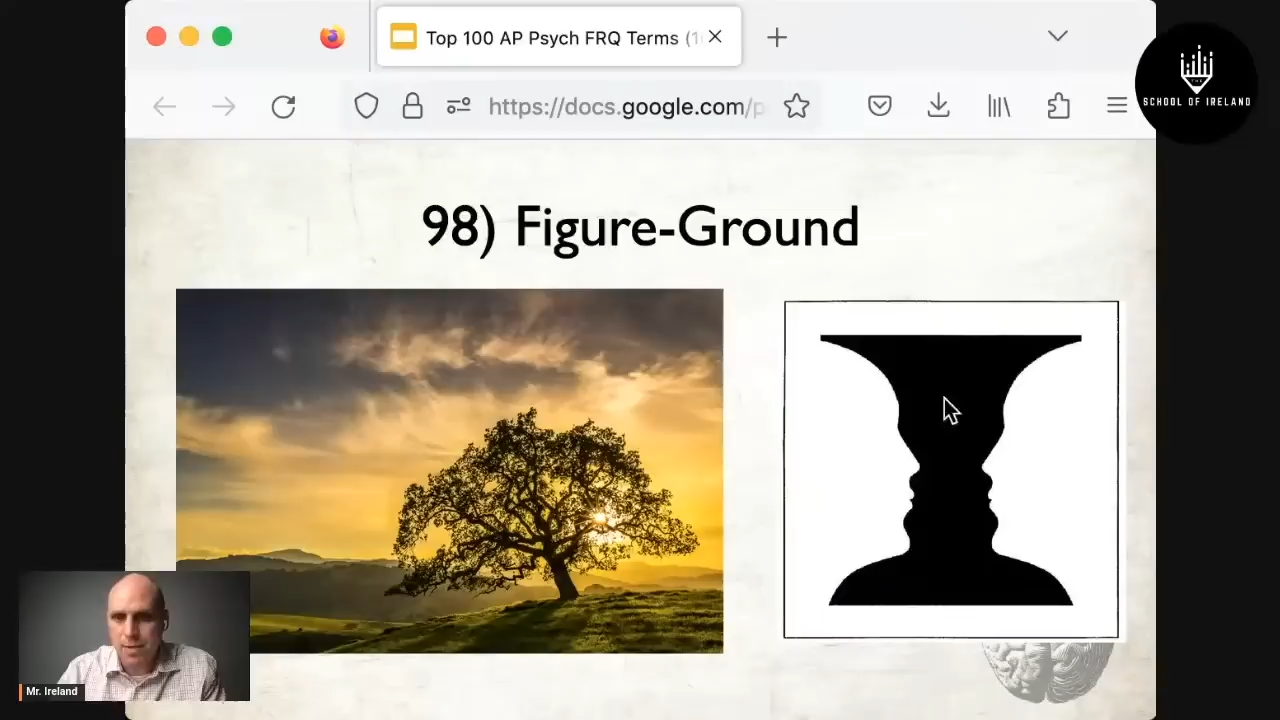 Top 100 AP Psych FRQ Terms (1
https://docs.google.com/p
THE
SCHOOL OF IRELAND
98) Figure-Ground
Mr. Ireland